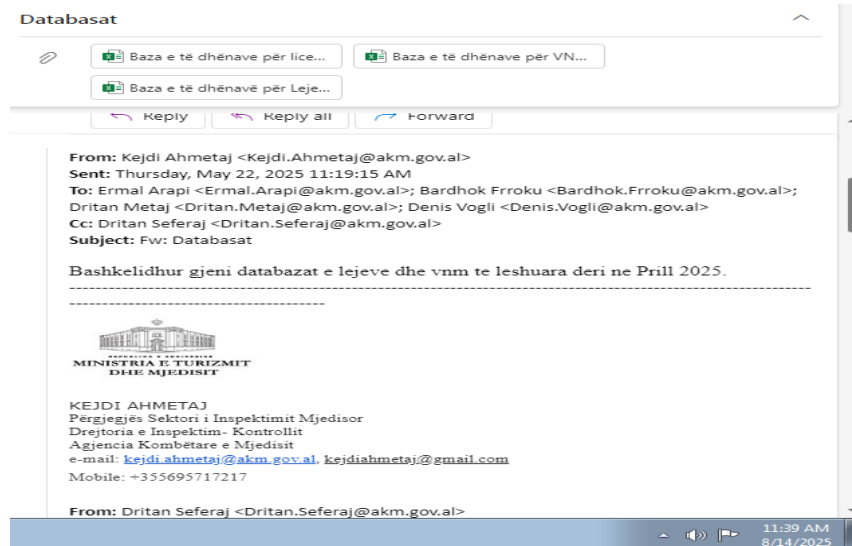 Databasat
Baza e të dhënave për lice...
Baza e të dhënave për VN...
Baza e të dhënavë për Leje...
Reply
Reply all
Forward
From: Kejdi Ahmetaj <Kejdi.Ahmetaj@akm.gov.al>
Sent: Thursday, May 22, 2025 11:19:15 AM
To: Ermal Arapi <Ermal.Arapi@akm.gov.al>; Bardhok Frroku <Bardhok.Frroku@akm.gov.al>;
Dritan Metaj <Dritan.Metaj@akm.gov.al>; Denis Vogli <Denis.Vogli@akm.gov.al>
Cc: Dritan Seferaj <Dritan.Seferaj@akm.gov.al>
Subject: Fw: Databasat
Bashkelidhur gjeni databazat e lejeve dhe vnm te leshuara deri ne Prill 2025.
--------------------------------------------------------------------------------------------------------------
--------------------------------------
REPUBLIKA E SHQIPËRISË
MINISTRIA E TURIZMIT
DHE MJEDISIT
KEJDI AHMETAJ
Përgjegjës Sektori i Inspektimit Mjedisor
Drejtoria e Inspektim- Kontrollit
Agjencia Kombëtare e Mjedisit
e-mail: kejdi.ahmetaj@akm.gov.al, kejdiahmetaj@gmail.com
Mobile: +355695717217
From: Dritan Seferaj <Dritan.Seferaj@akm.gov.al>
11:39 AM
8/14/2025